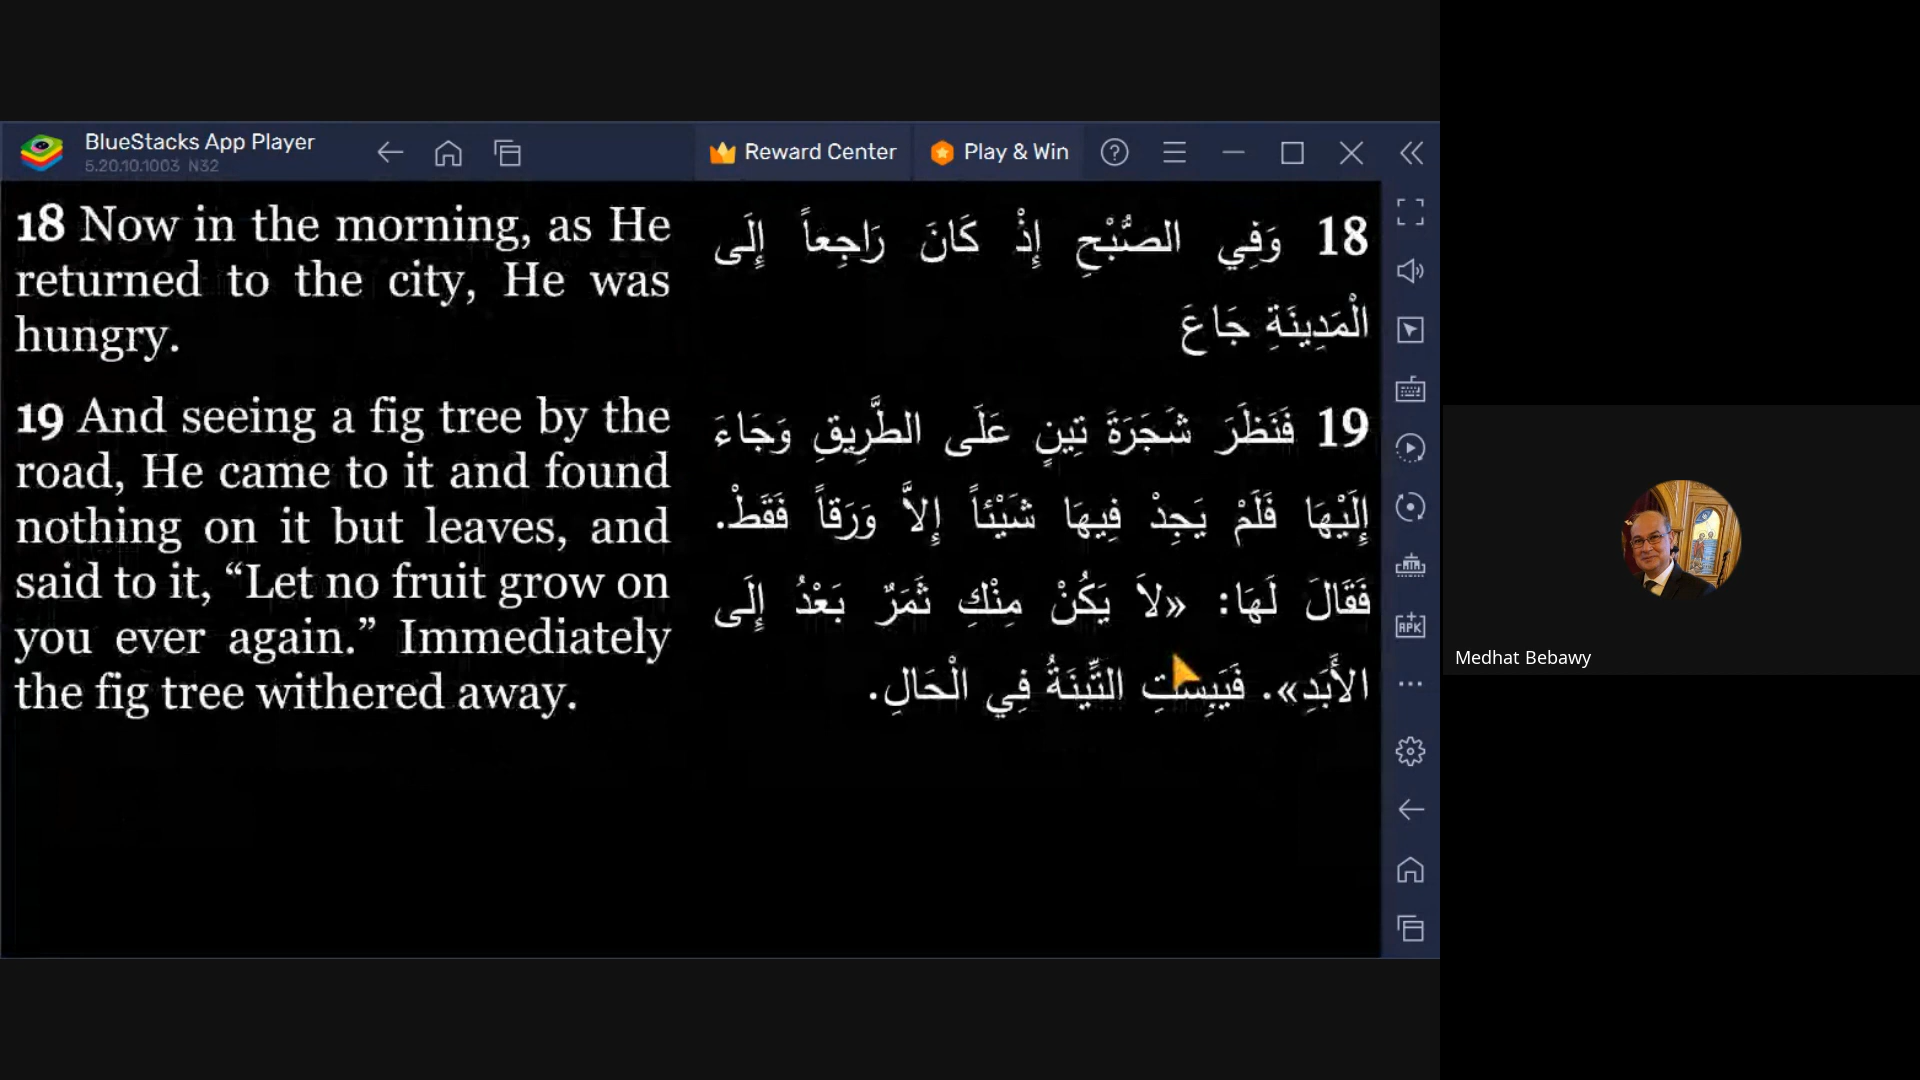 BlueStacks App Player
5.20.10.1003 N32
Reward Center
Play & Win
18 Now in the morning, as He
returned to the city, He was
hungry.
19 And seeing a fig tree by the
road, He came to it and found
nothing on it but leaves, and
said to it, “Let no fruit grow on
you ever again.” Immediately
the fig tree withered away.
18 وَفِي الصُّبْحِ إِذْ كَانَ رَاجِعاً إِلَى
الْمَدِينَةِ جَاعَ
19 فَنَظَرَ شَجَرَةَ تِينٍ عَلَى الطَّرِيقِ وَجَاءَ
إِلَيْهَا فَلَمْ يَجِدْ فِيهَا شَيْئاً إِلاَّ وَرَقاً فَقَطْ.
فَقَالَ لَهَا: «لاَ يَكُنْ مِنْكِ ثَمَرٌ بَعْدُ إِلَى
الأَبَدِ». فَيَبِسَتِ التِّينَةُ فِي الْحَالِ.
APK
Medhat Bebawy